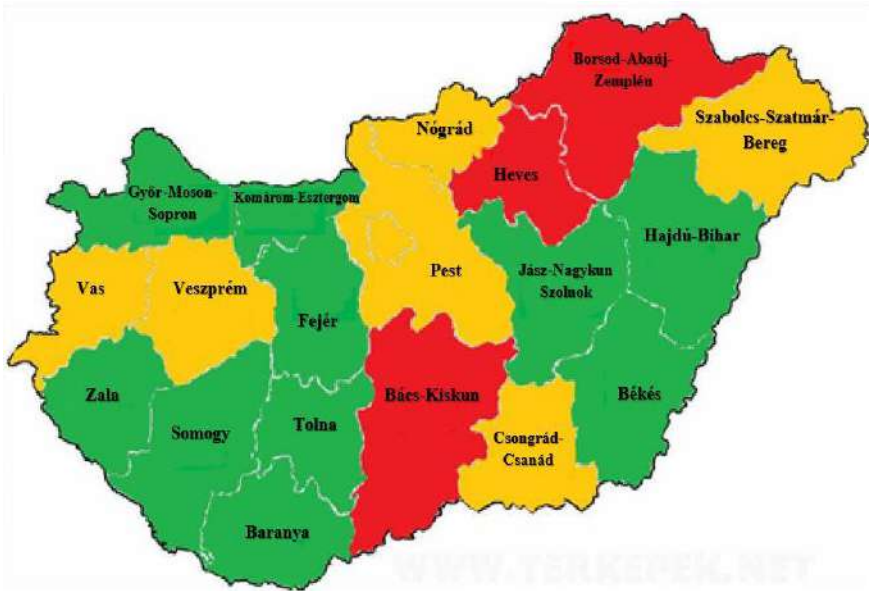 Borsod-Abaúj-
Zemplén
Szabolcs-Szatmár-
Bereg
Nógrád
Heves
Győr-Moson-
Sopron
Komárom-Esztergom
Hajdú-Bihar
Vas
Veszprém
Pest
Jász-Nagykun
Szolnok
Fejér
Zala
Bács-Kiskun
Békés
Somogy
Tolna
Csongrád-
Csanád
Baranya
WWW.TERKEPEK.NET